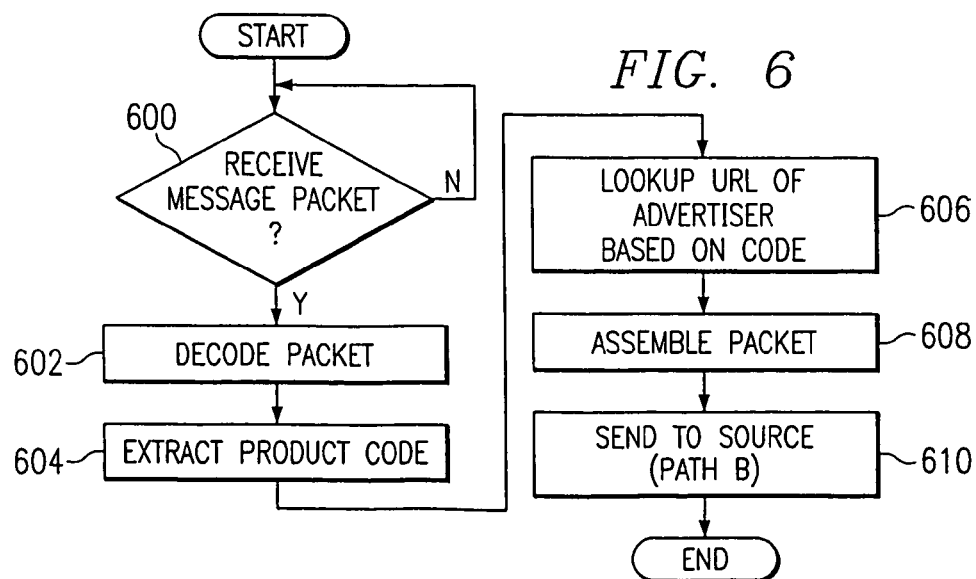 START
FIG. 6
600
RECEIVE
MESSAGE PACKET
?
N
Y
602
DECODE PACKET
604
EXTRACT PRODUCT CODE
LOOKUP URL OF
ADVERTISER
BASED ON CODE
606
ASSEMBLE PACKET
608
SEND TO SOURCE
(PATH B)
610
END